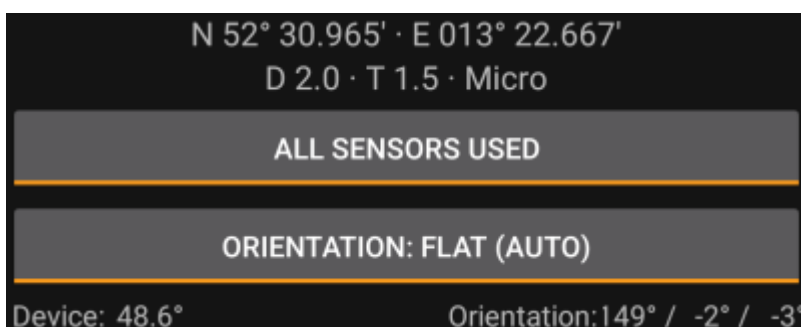 N 52° 30.965' · E 013° 22.667'
D 2.0 · T 1.5 · Micro
ALL SENSORS USED
ORIENTATION: FLAT (AUTO)
Device: 48.6° Orientation:149° / -2° / -3°